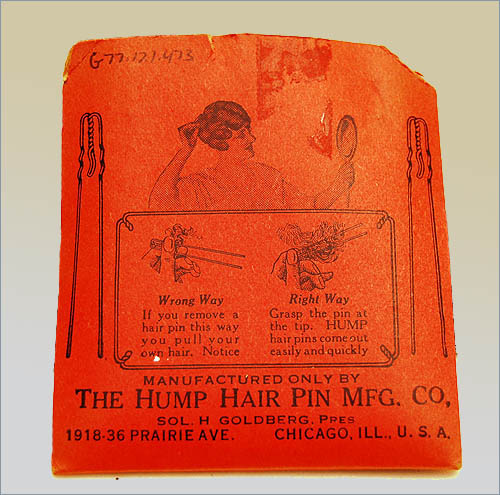 G77.171.473
Wrong Way
If you remove a
hair pin this way
you pull your
own hair. Notice
Right Way
Grasp the pin at
the tip. HUMP
hair pins come out
easily and quickly
MANUFACTURED ONLY BY
THE HUMP HAIR PIN MFG. CO,
SOL. H GOLDBERG, PRES
1918-36 PRAIRIE AVE. CHICAGO, ILL., U. S. A.